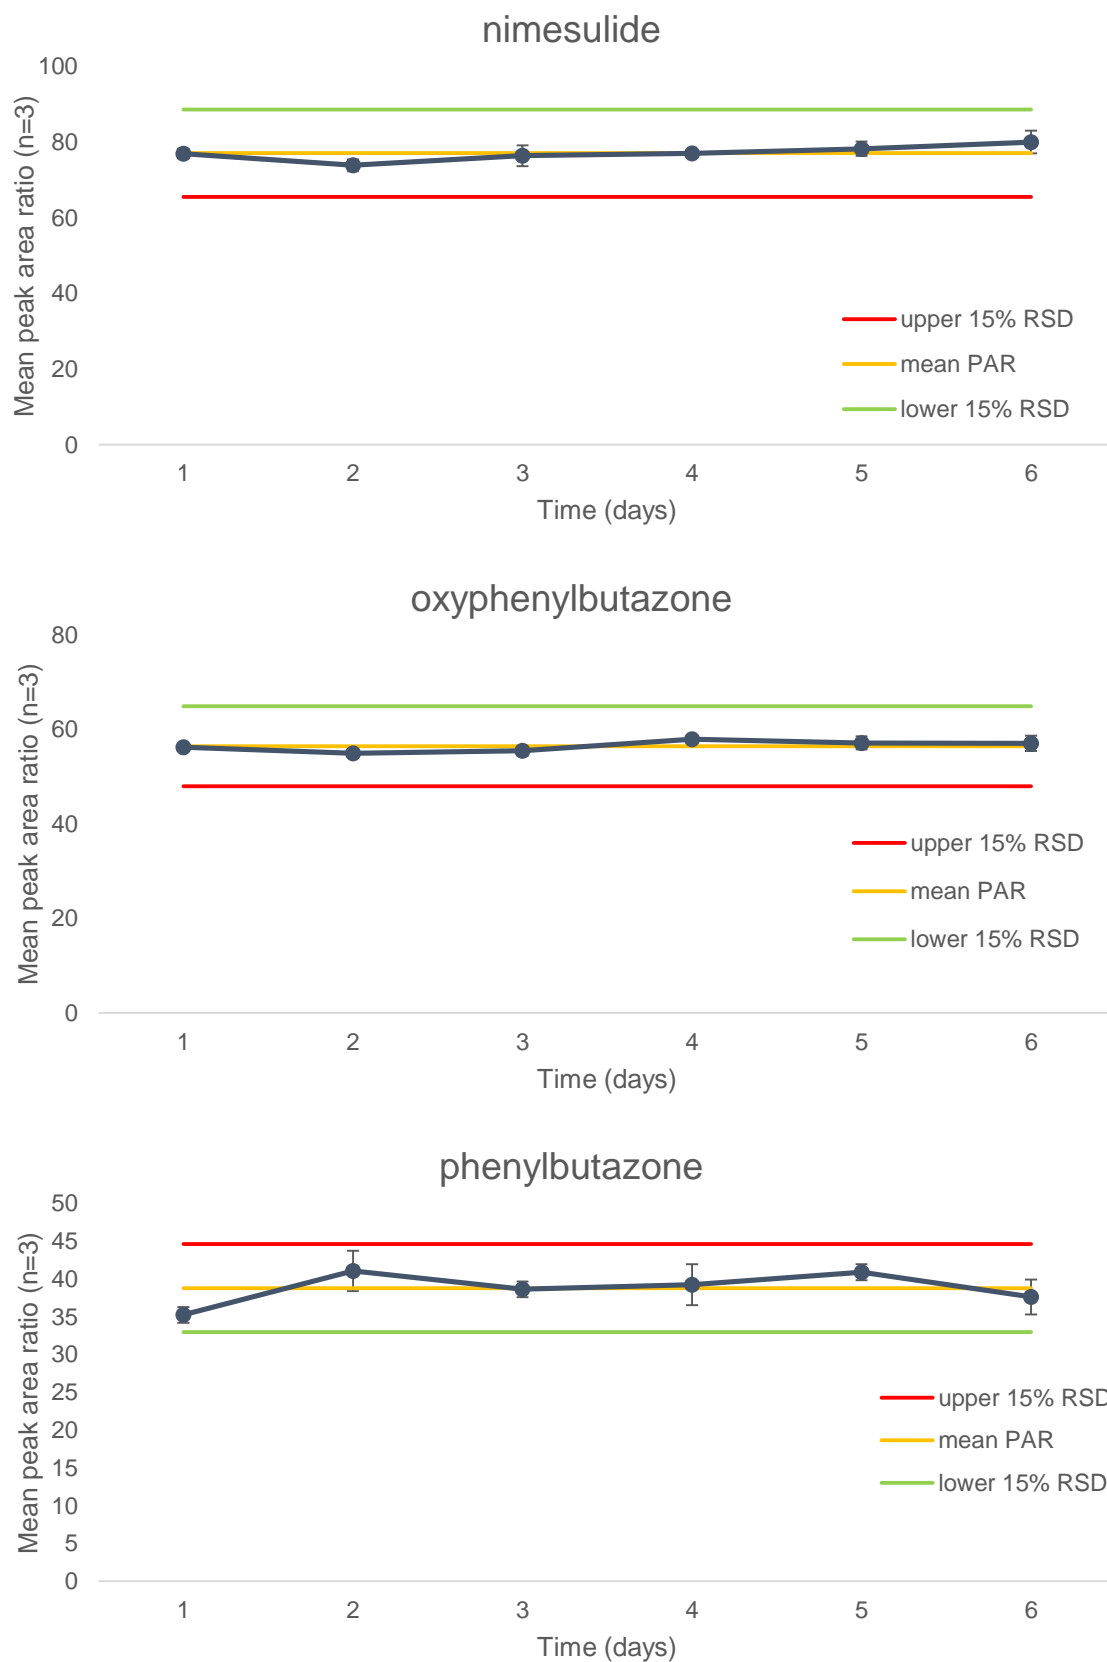 nimesulide
Mean peak area ratio (n=3)
100
80
60
40
20
0
upper 15% RSD
mean PAR
lower 15% RSD
1 2 3 4 5 6
Time (days)
oxyphenylbutazone
Mean peak area ratio (n=3)
80
60
40
20
0
upper 15% RSD
mean PAR
lower 15% RSD
1 2 3 4 5 6
Time (days)
phenylbutazone
Mean peak area ratio (n=3)
50
45
40
35
30
25
20
15
10
5
0
upper 15% RSD
mean PAR
lower 15% RSD
1 2 3 4 5 6
Time (days)